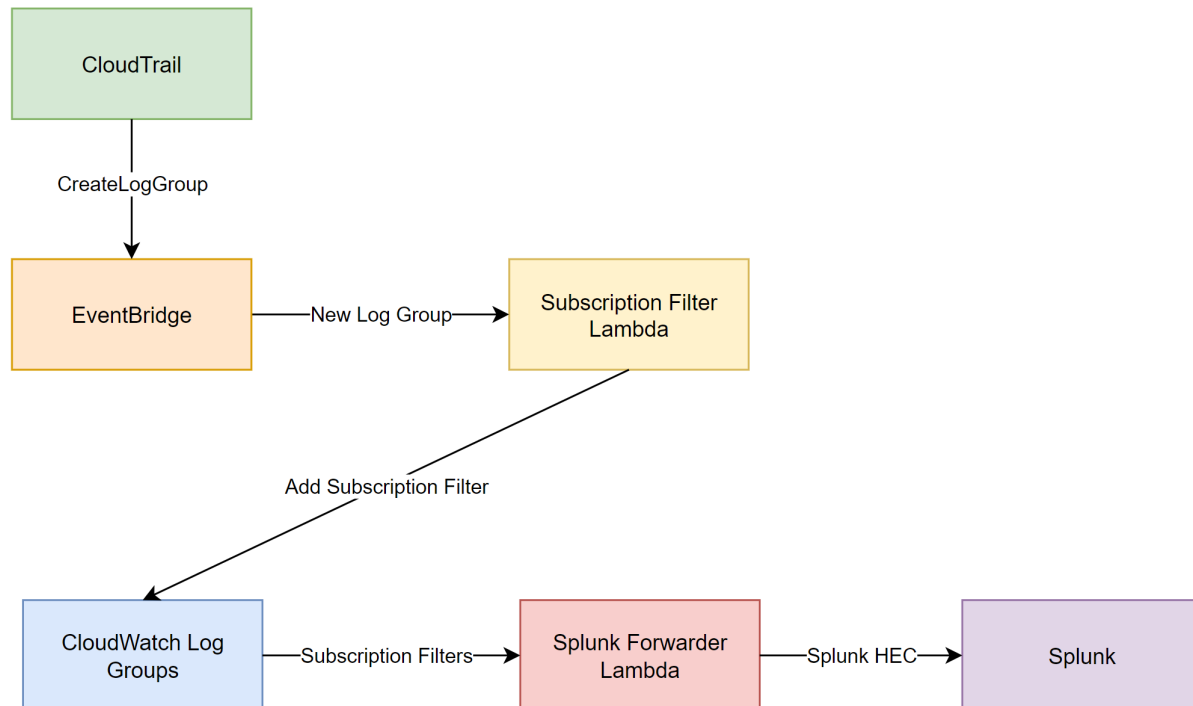 CloudTrail
CreateLogGroup
EventBridge
New Log Group
Subscription Filter
Lambda
Add Subscription Filter
CloudWatch Log
Groups
Subscription Filters
Splunk Forwarder
Lambda
Splunk HEC
Splunk